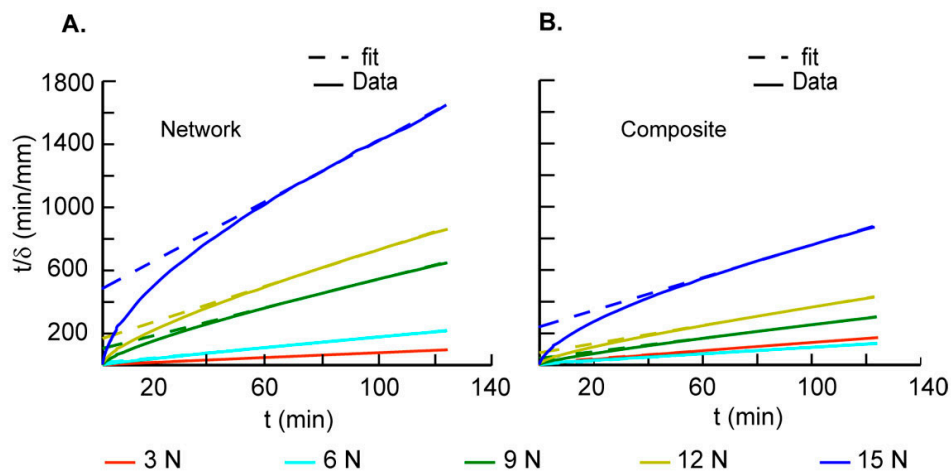 A.
B.
fit
Data
fit
Data
Network
Composite
t/δ (min/mm)
1800
1400
1000
600
200
20
60
100
140
20
60
100
140
t (min)
t (min)
3 N
6 N
9 N
12 N
15 N